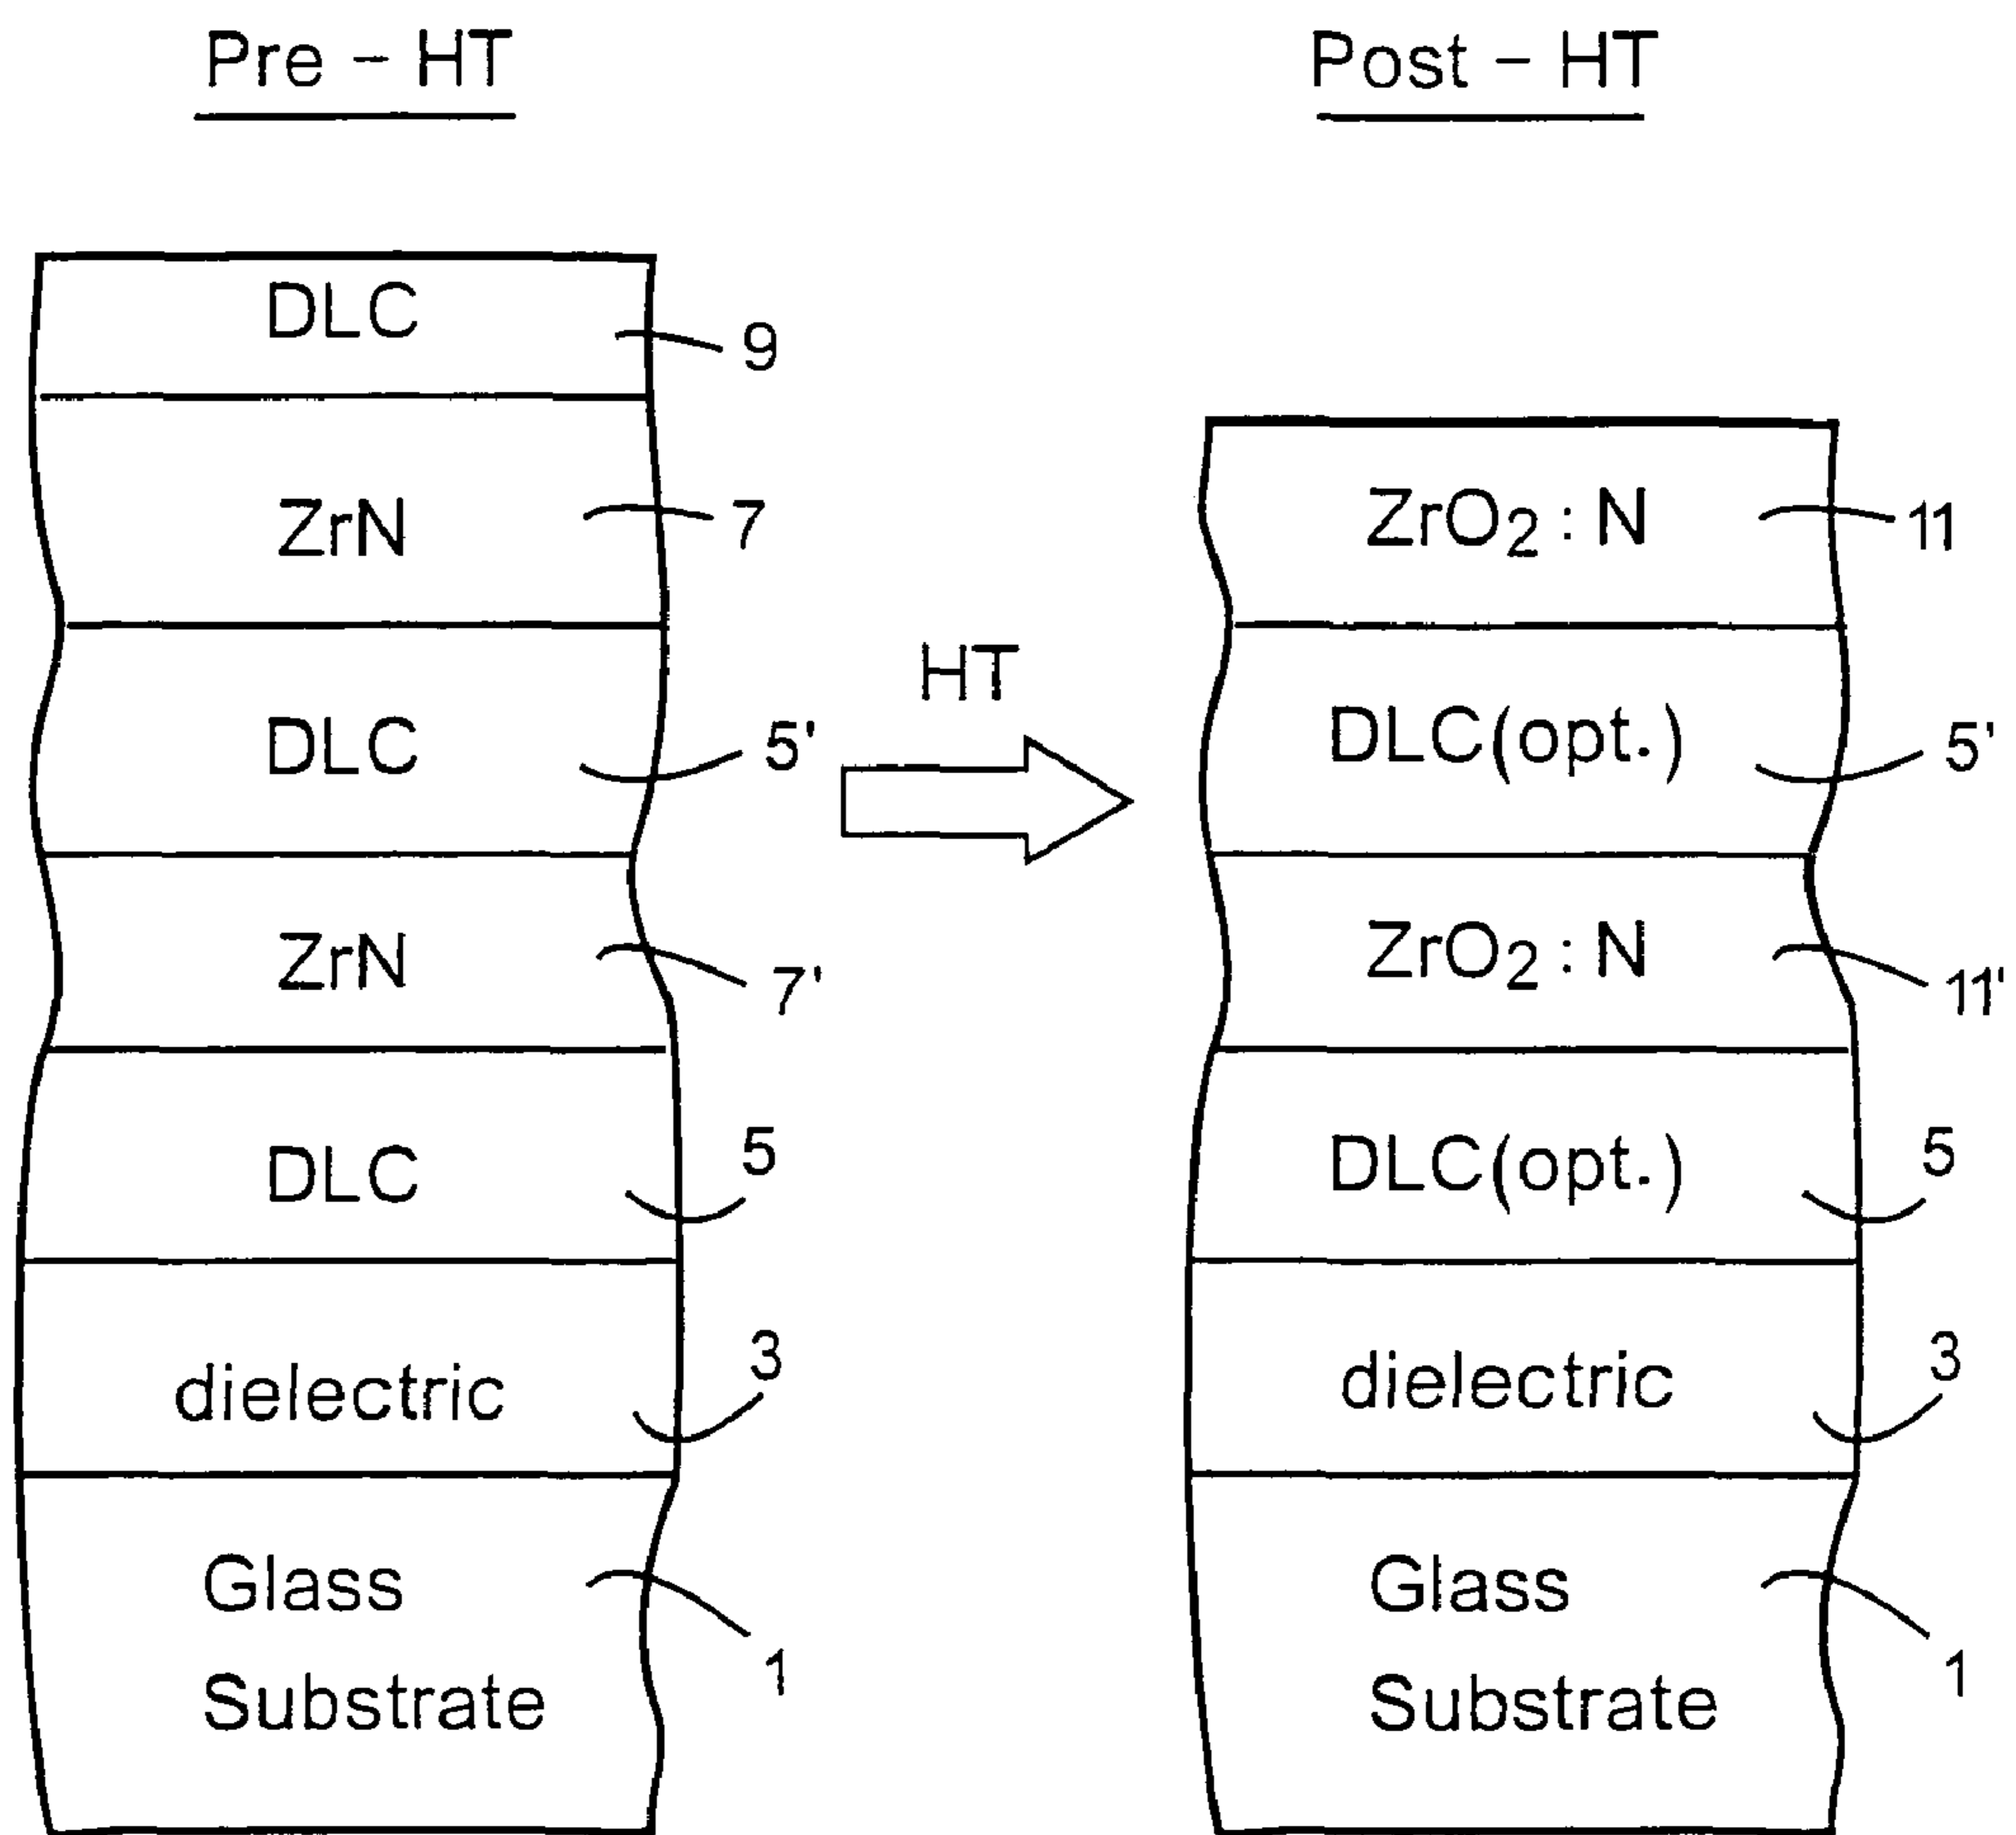 Pre - HT
DLC
9
ZrN
7
DLC
5'
ZrN
7'
DLC
5
dielectric
3
Glass
Substrate
1
HT
Post - HT
ZrO2 : N
11
DLC(opt.)
5'
ZrO2 : N
11'
DLC(opt.)
5
dielectric
3
Glass
Substrate
1